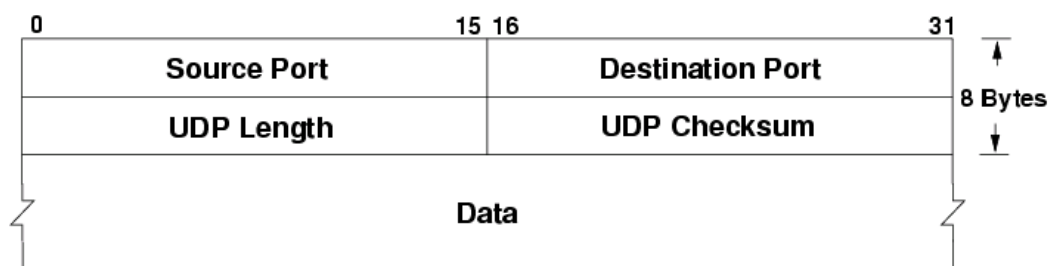 0 15 16 31
Source Port Destination Port
8 Bytes
UDP Length UDP Checksum
Data